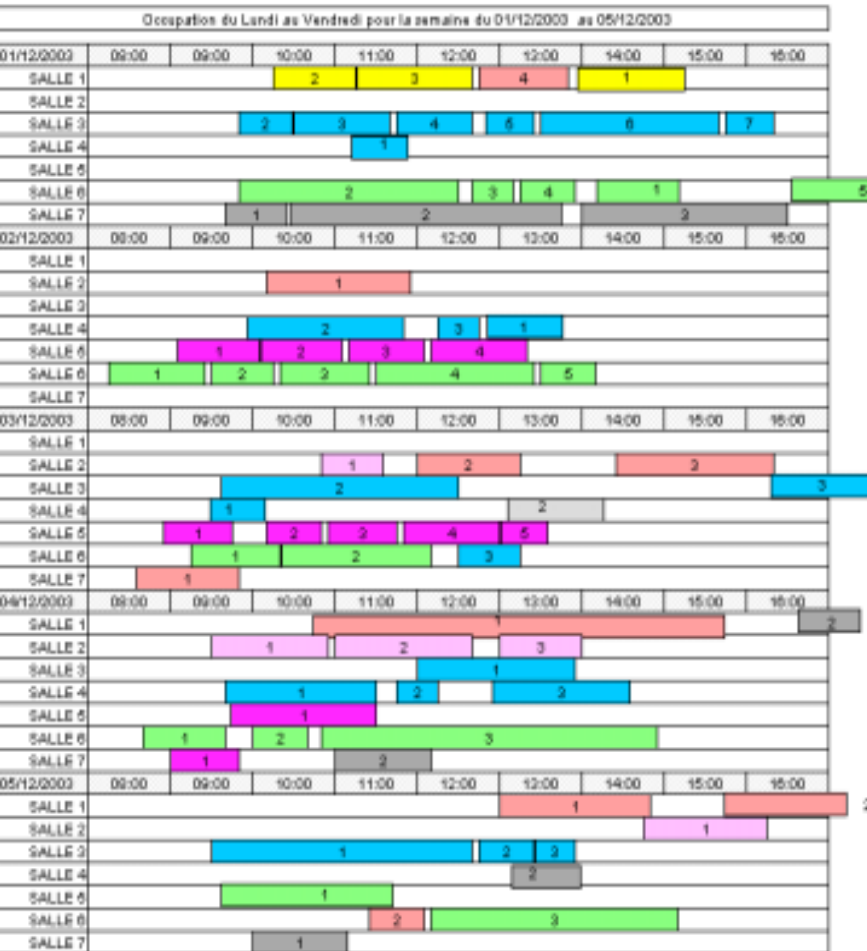 Occupation du Lundi au Vendredi pour la semaine du 01/12/2003 au 05/12/2003
01/12/2003 08:00 09:00 10:00 11:00 12:00 13:00 14:00 15:00 16:00
SALLE 1 2 3 4 1
SALLE 2
SALLE 3 2 3 4 5 6 7
SALLE 4 1
SALLE 5
SALLE 6 2 3 4 1 5
SALLE 7 1 2 3
02/12/2003 08:00 09:00 10:00 11:00 12:00 13:00 14:00 15:00 16:00
SALLE 1
SALLE 2 1
SALLE 3
SALLE 4 2 3 1
SALLE 5 1 2 3 4
SALLE 6 1 2 3 4 5
SALLE 7
03/12/2003 08:00 09:00 10:00 11:00 12:00 13:00 14:00 15:00 16:00
SALLE 1
SALLE 2 1 2 3
SALLE 3 2 3
SALLE 4 1 2
SALLE 5 1 2 3 4 5
SALLE 6 1 2 3
SALLE 7 1
04/12/2003 08:00 09:00 10:00 11:00 12:00 13:00 14:00 15:00 16:00
SALLE 1 1 2
SALLE 2 1 2 3
SALLE 3 1
SALLE 4 1 2 3
SALLE 5 1
SALLE 6 1 2 3
SALLE 7 1 2
05/12/2003 08:00 09:00 10:00 11:00 12:00 13:00 14:00 15:00 16:00
SALLE 1 1
SALLE 2 1
SALLE 3 1 2 3
SALLE 4 2
SALLE 5 1
SALLE 6 2 3
SALLE 7 1